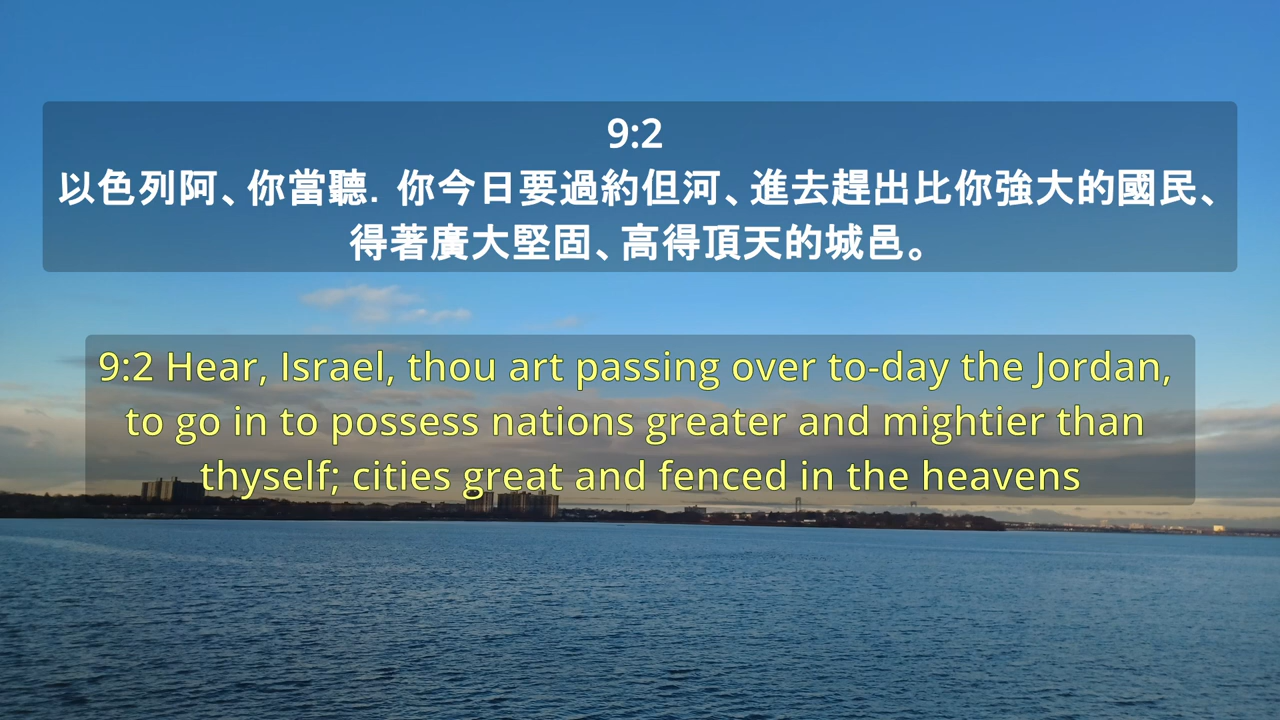 9:2
以色列阿、你當聽．你今日要過約但河、進去趕出比你強大的國民、
得著廣大堅固、高得頂天的城邑。
9:2 Hear, Israel, thou art passing over to-day the Jordan,
to go in to possess nations greater and mightier than
thyself; cities great and fenced in the heavens